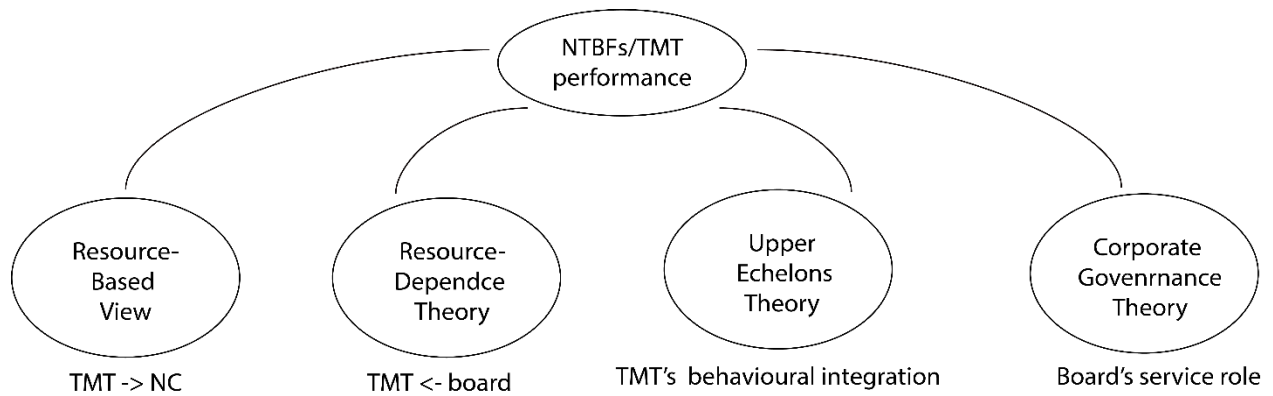 NTBFs/TMT
performance
Resource-
Based
View
Resource-
Dependce
Theory
Upper
Echelons
Theory
Corporate
Govenrnance
Theory
TMT -> NC
TMT <- board
TMT's behavioural integration
Board's service role